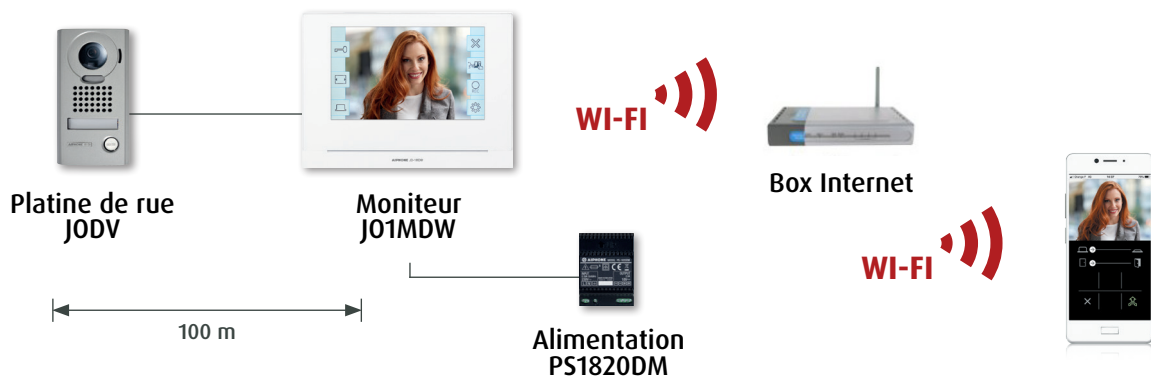 WI-FI
Box Internet
Platine de rue
JODV
Moniteur
JO1MDW
WI-FI
100 m
Alimentation
PS1820DM